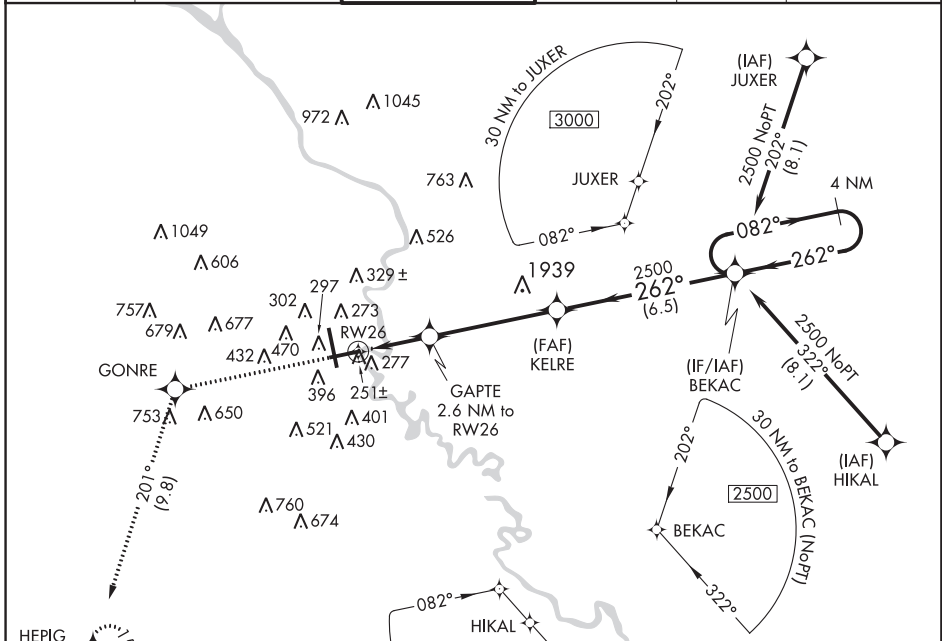 30 NM to JUXER
202°
3000
JUXER
082°
(IAF)
JUXER
2500 NoPT
202°
(8.1)
4 NM
082°
262°
1045
972
763
526
1049
606
329 ±
1939
2500
262°
(6.5)
297
302
273
757
679
677
RW26
432
470
277
(FAF)
KELRE
(IF/IAF)
BEKAC
2500 NoPT
322°
(8.1)
GONRE
396
251±
GAPTE
2.6 NM to
RW26
753
650
401
521
430
(IAF)
HIKAL
202°
30 NM to BEKAC (NoPT)
2500
BEKAC
322°
201°
(9.8)
760
674
082°
HIKAL
HEPIG